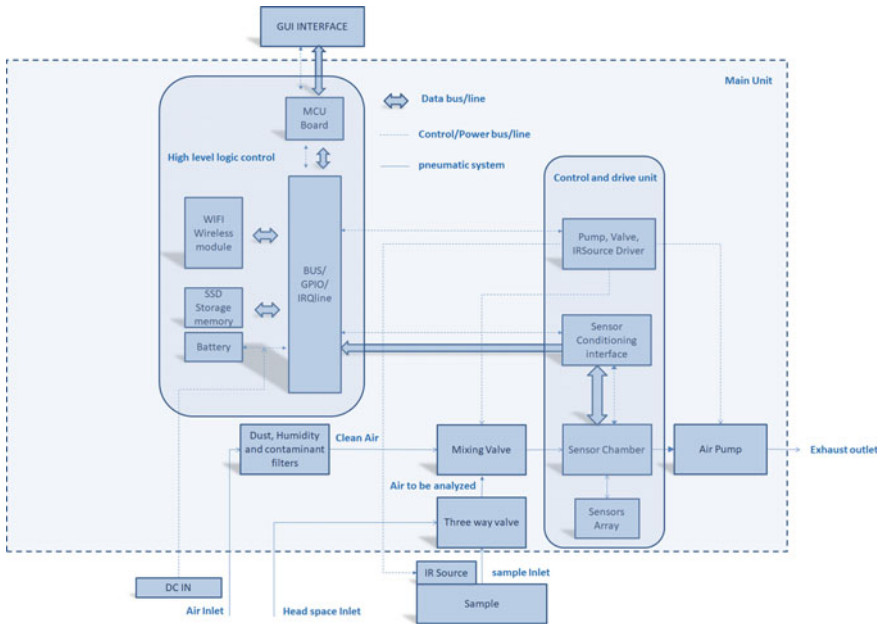 GUI INTERFACE
Main Unit
MCU
Board
Data bus/line
Control/Power bus/line
pneumatic system
High level logic control
Control and drive unit
WIFI
Wireless
module
BUS/
GPIO/
IRQline
Pump, Valve,
IRSource Driver
SSD
Storage
memory
Battery
Sensor
Conditioning
interface
Dust, Humidity
and contaminant
filters
Clean Air
Mixing Valve
Sensor Chamber
Air Pump
Exhaust outlet
Air to be analyzed
Three way valve
Sensors
Array
DC IN
IR Source
sample Inlet
Sample
Air Inlet
Head space Inlet